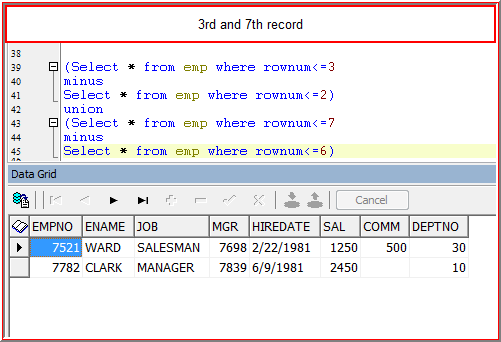 3rd and 7th record
38
39 (Select * from emp where rownum<=3
40 minus
41 Select * from emp where rownum<=2)
42 union
43 (Select * from emp where rownum<=7
44 minus
45 Select * from emp where rownum<=6)
Data Grid
Cancel
EMPNO ENAME JOB MGR HIREDATE SAL COMM DEPTNO
7521 WARD SALESMAN 7698 2/22/1981 1250 500 30
7782 CLARK MANAGER 7839 6/9/1981 2450 10